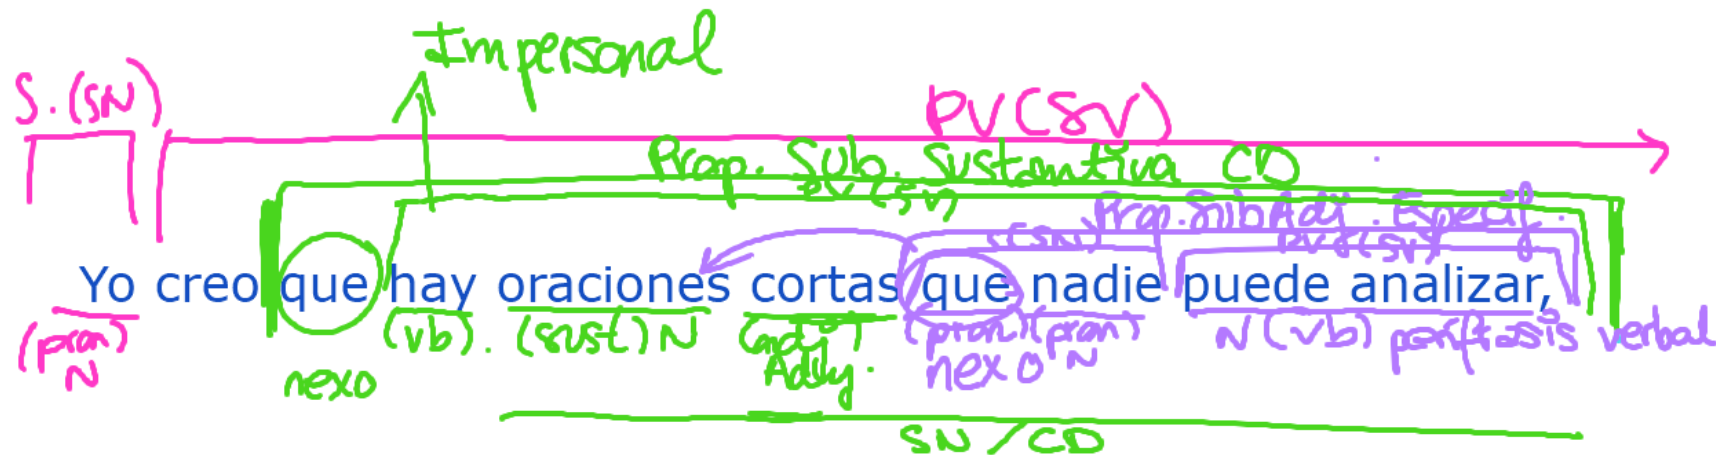 Impersonal
S. (SN)
PV (SV)
Prop. Sub. Sustantiva CD
PV (SV)
Prop. Sub Adj. Especif.
S(SN) PV (SV)
Yo creo que hay oraciones cortas que nadie puede analizar,
(pron) (vb). (sust) N (adj) (pron) (pron) N (vb) perífrasis verbal
N nexo Adhy. nexo N
SN / CD